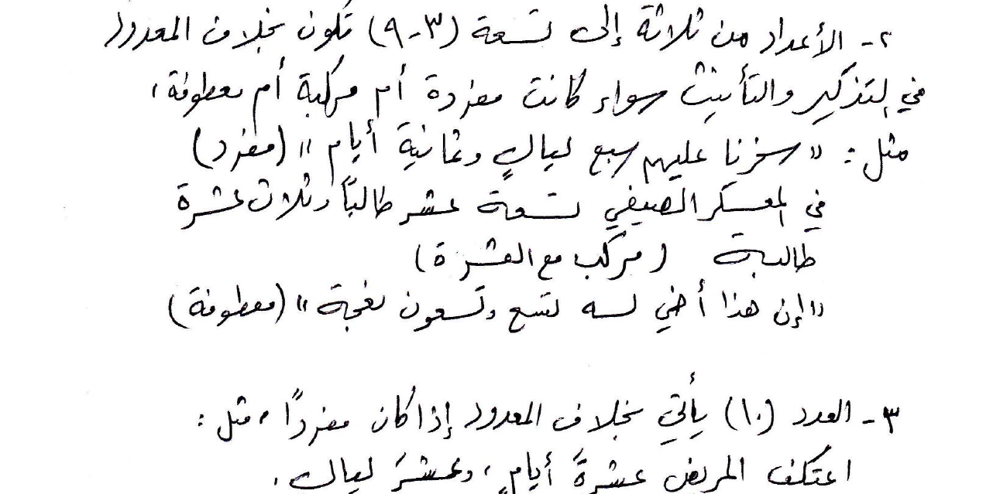 ٢- الأعداد من ثلاثة إلى تسعة (٣-٩) تكون بخلاف المعدود
في التذكير والتأنيث سواء كانت مفردة أم مركبة أم معطوفة،
مثل: "سخرنا عليهم سبع ليالٍ وثمانية أيام" (مفرد)
في المعسكر الصيفي تسعة عشر طالبًا وثلاث عشرة
طالبة (مركب مع العشرة)
"إن هذا أخي له تسع وتسعون نعجة" (معطوفة)
٣- العدد (١٠) يأتي بخلاف المعدود إذا كان مفردًا، مثل:
اعتكف المريض عشرةَ أيامٍ، وعشرَ ليال.